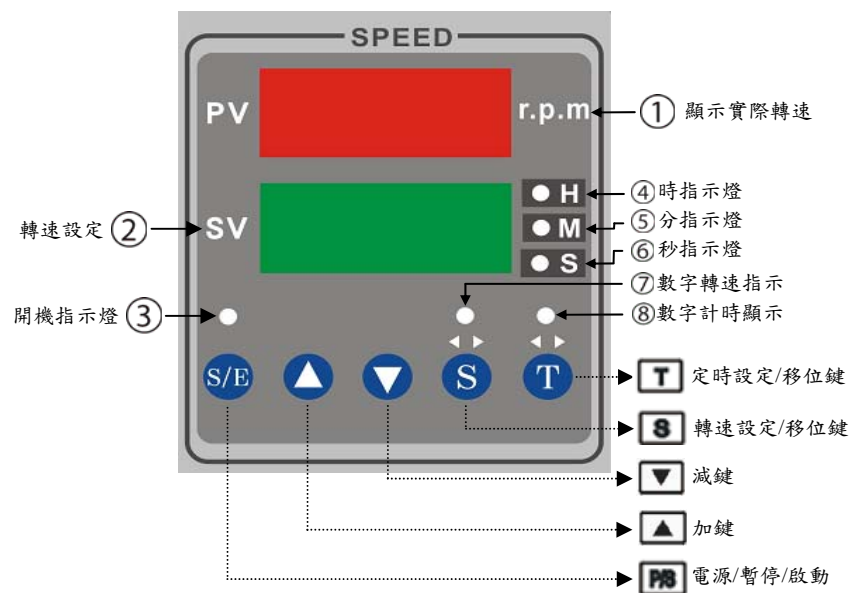 SPEED
PV
r.p.m
① 顯示實際轉速
H
④時指示燈
轉速設定 ②
SV
M
⑤分指示燈
S
⑥秒指示燈
⑦數字轉速指示
開機指示燈 ③
⑧數字計時顯示
S/E
S
T
T 定時設定/移位鍵
S 轉速設定/移位鍵
▼ 減鍵
▲ 加鍵
P/S 電源/暫停/啟動